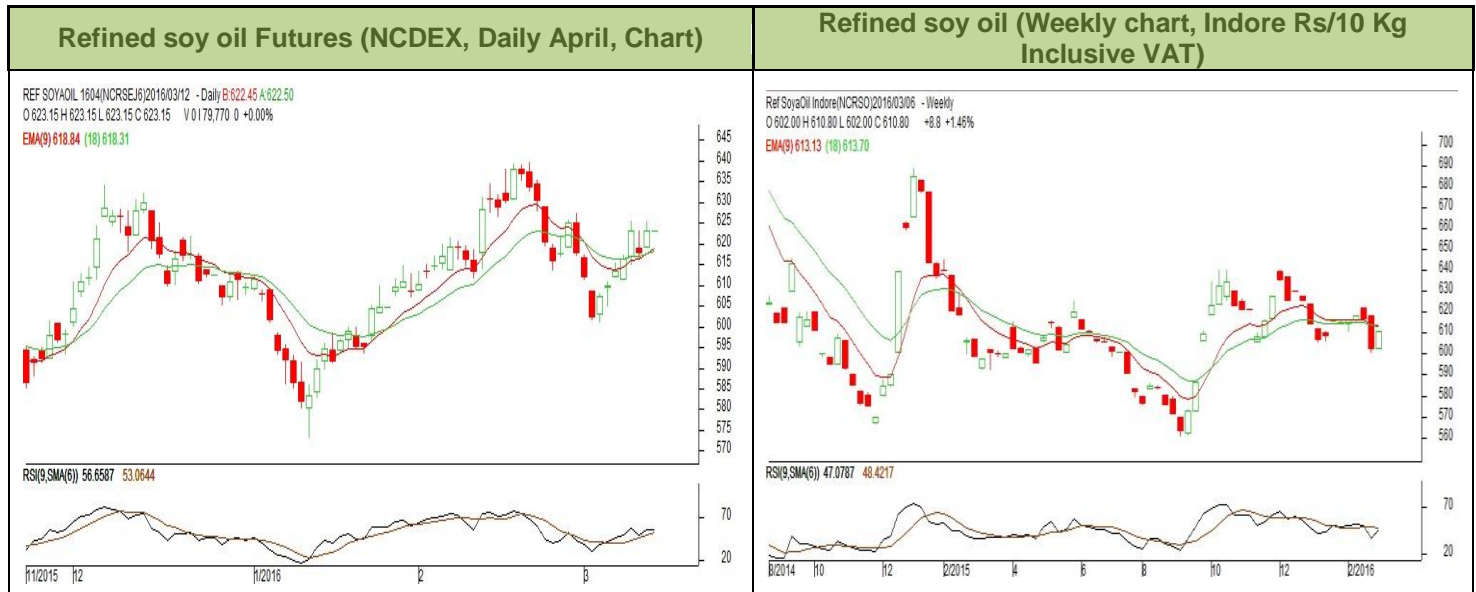 Refined soy oil Futures (NCDEX, Daily April, Chart)
REF SOYAOIL 1604(NCRSEJ6)2016/03/12 - Daily B:622.45 A:622.50
O 623.15 H 623.15 L 623.15 C 623.15 V 0 I 79,770 0 +0.00%
EMA(9) 618.84 (18) 618.31
645
640
635
630
625
620
615
610
605
600
595
590
585
580
575
570
RSI(9,SMA(6)) 56.6587 53.0644
70
20
11/2015 12 1/2016 2 3
Refined soy oil (Weekly chart, Indore Rs/10 Kg
Inclusive VAT)
Ref SoyaOil Indore(NCRSO)2016/03/06 - Weekly
O 602.00 H 610.80 L 602.00 C 610.80 +8.8 +1.46%
EMA(9) 613.13 (18) 613.70
700
690
680
670
660
650
640
630
620
610
600
590
580
570
560
RSI(9,SMA(6)) 47.0787 48.4217
70
20
8/2014 10 12 2/2015 4 6 8 10 12 2/2016